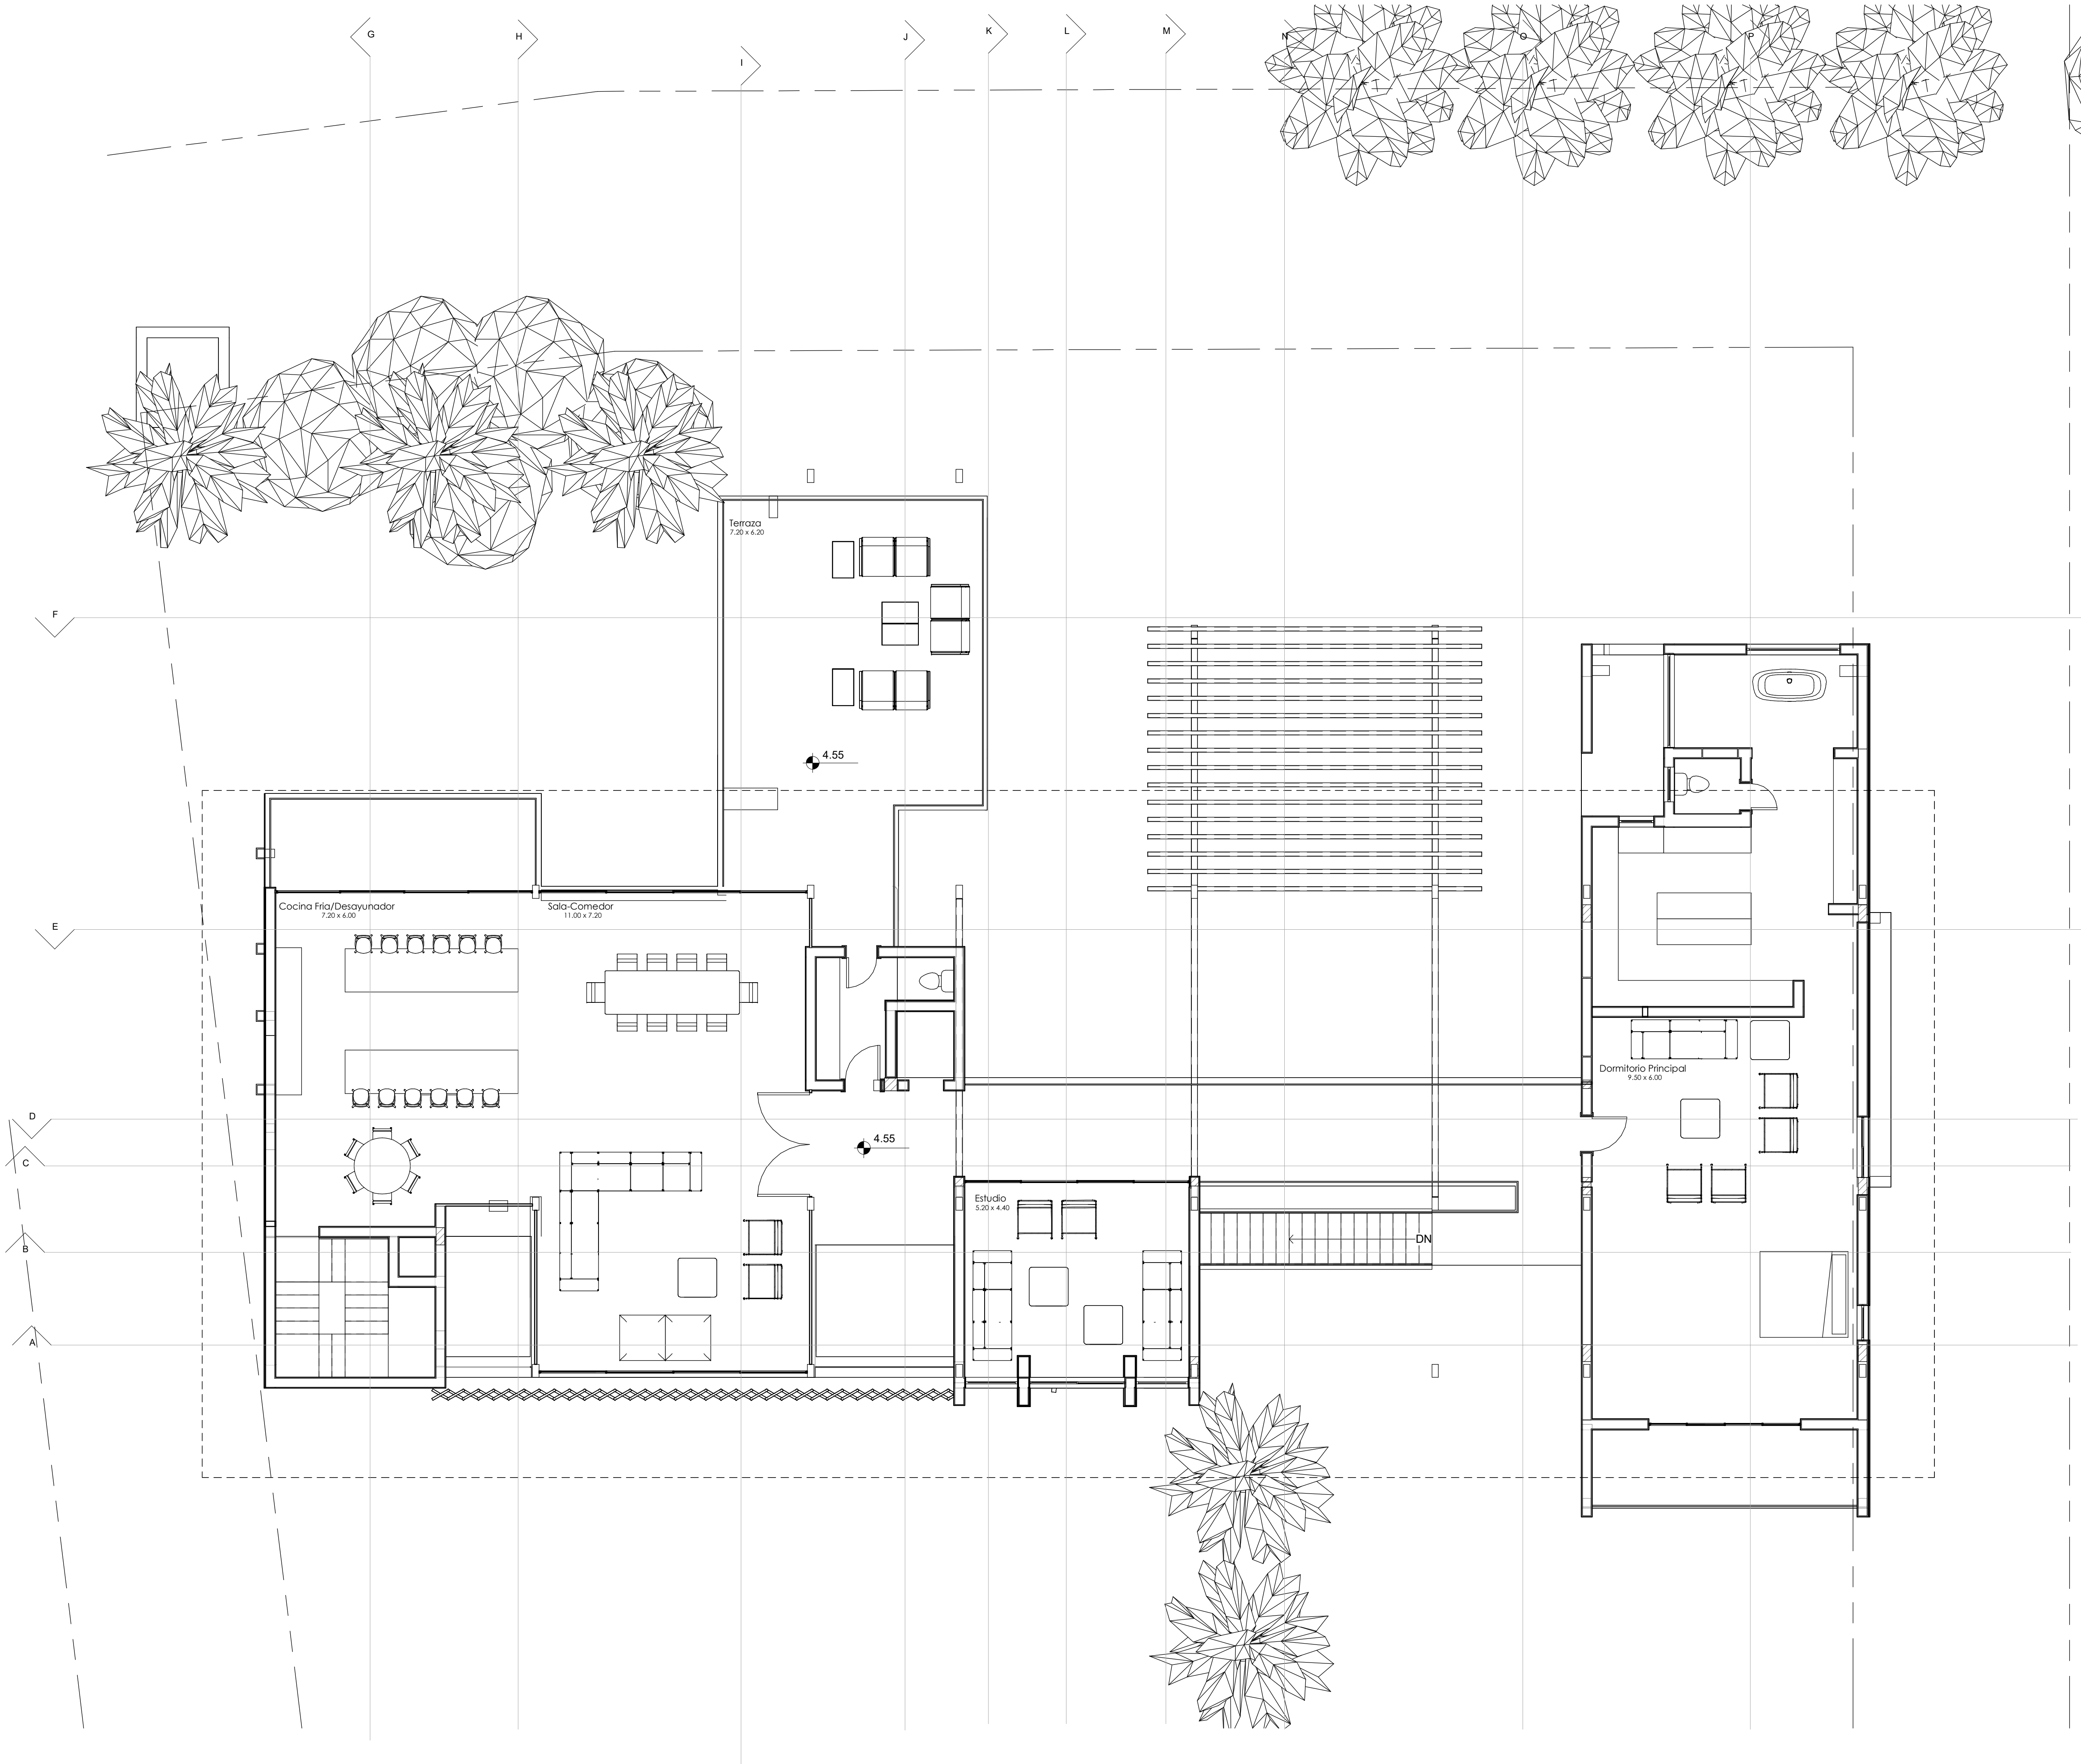 G
H
I
J
K
L
M
N
O
P
Terraza
7.20 x 6.20
F
4.55
Cocina Fria/Desayunador
7.20 x 6.00
Sala-Comedor
11.00 x 7.20
E
Dormitorio Principal
9.50 x 6.00
D
4.55
C
Estudio
5.20 x 4.40
B
DN
A